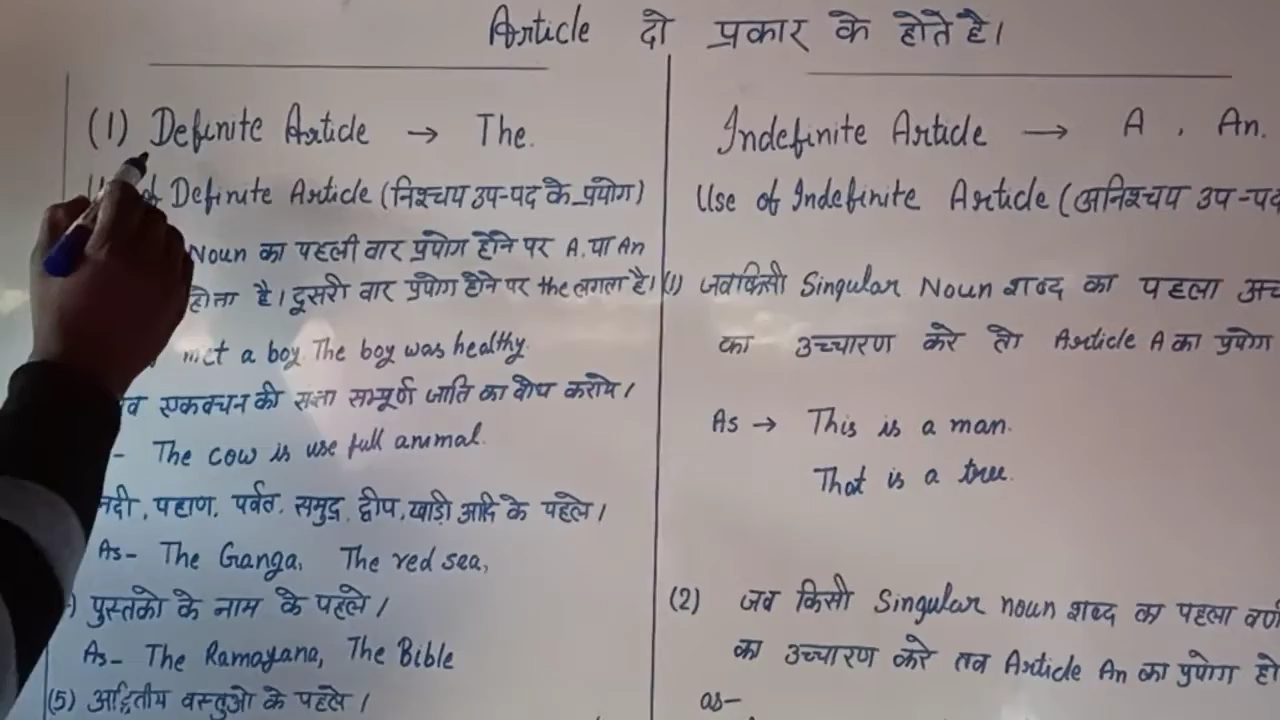 Article दो प्रकार के होते है।
(1) Definite Article → The.
Definite Article (निश्चय उप-पद के प्रयोग)
Noun का पहली वार प्रयोग होने पर A, या An
होता है। दूसरी वार प्रयोग होने पर the लगता है।
met a boy. The boy was healthy.
एकवचन की संज्ञा सम्पूर्ण जाति का वोध कराये।
- The cow is use full animal.
नदी, पहाण, पर्वत, समुद्र, द्वीप, खाड़ी आदि के पहले।
As- The Ganga, The red sea,
पुस्तको के नाम के पहले।
As- The Ramayana, The Bible
(5) अद्वितीय वस्तुओ के पहले।
Indefinite Article → A, An.
Use of Indefinite Article (अनिश्चय उप-पद
(1) जव किसी Singular Noun शब्द का पहला
का उच्चारण करे तो Article A का प्रयोग
As → This is a man.
That is a tree.
(2) जव किसी Singular noun शब्द का पहला वर्ण
का उच्चारण करे तव Article An का प्रयोग हो
as-